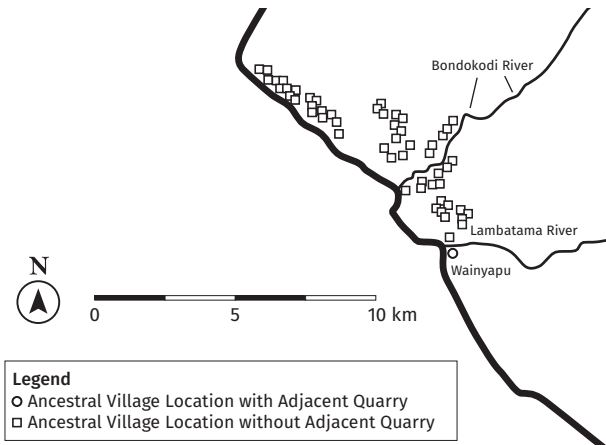 Bondokodi River
Lambatama River
Wainyapu
N
0 5 10 km
Legend
Ancestral Village Location with Adjacent Quarry
Ancestral Village Location without Adjacent Quarry